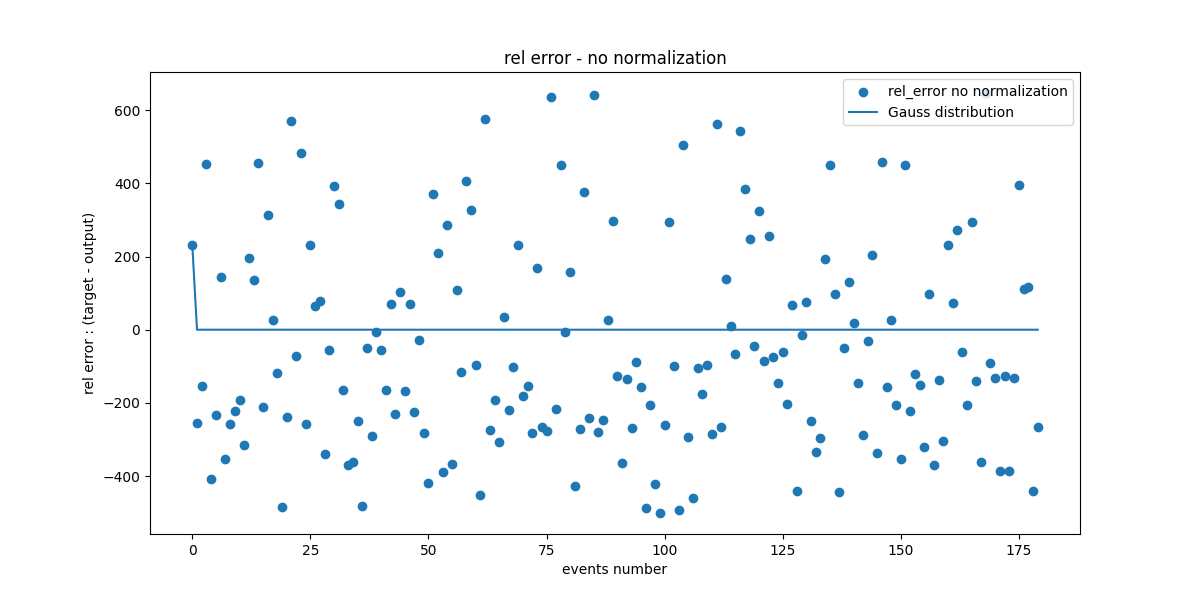 rel error - no normalization
rel_error no normalization
Gauss distribution
rel error : (target - output)
600
400
200
0
−200
−400
0 25 50 75 100 125 150 175
events number